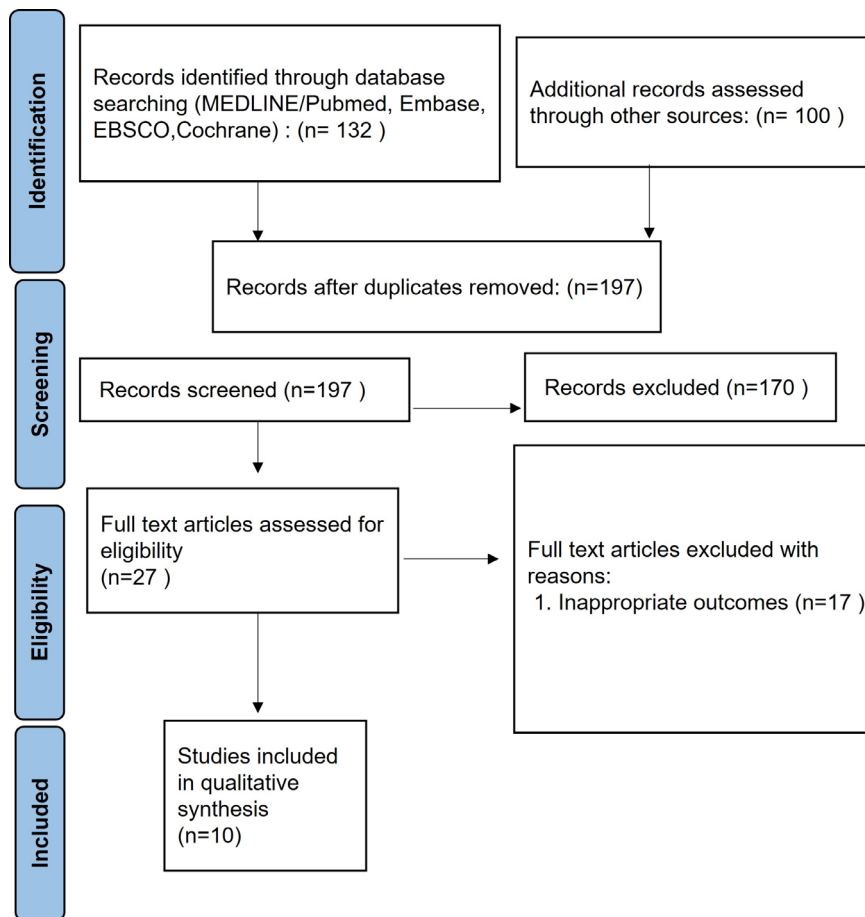 Identification
Records identified through database
searching (MEDLINE/Pubmed, Embase,
EBSCO,Cochrane) : (n= 132 )
Additional records assessed
through other sources: (n= 100 )
Records after duplicates removed: (n=197)
Screening
Records screened (n=197 )
Records excluded (n=170 )
Eligibility
Full text articles assessed for
eligibility
(n=27 )
Full text articles excluded with
reasons:
1. Inappropriate outcomes (n=17 )
Included
Studies included
in qualitative
synthesis
(n=10)